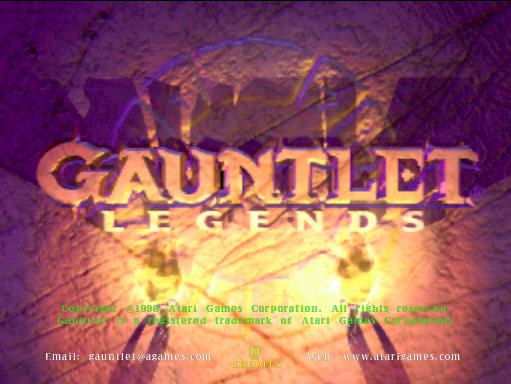 GAUNTLET
LEGENDS
Copyright ©1998 Atari Games Corporation. All rights reserved.
Gauntlet is a registered trademark of Atari Games Corporation.
Email: gauntlet@agames.com
0
CREDITS
Web: www.atarigames.com